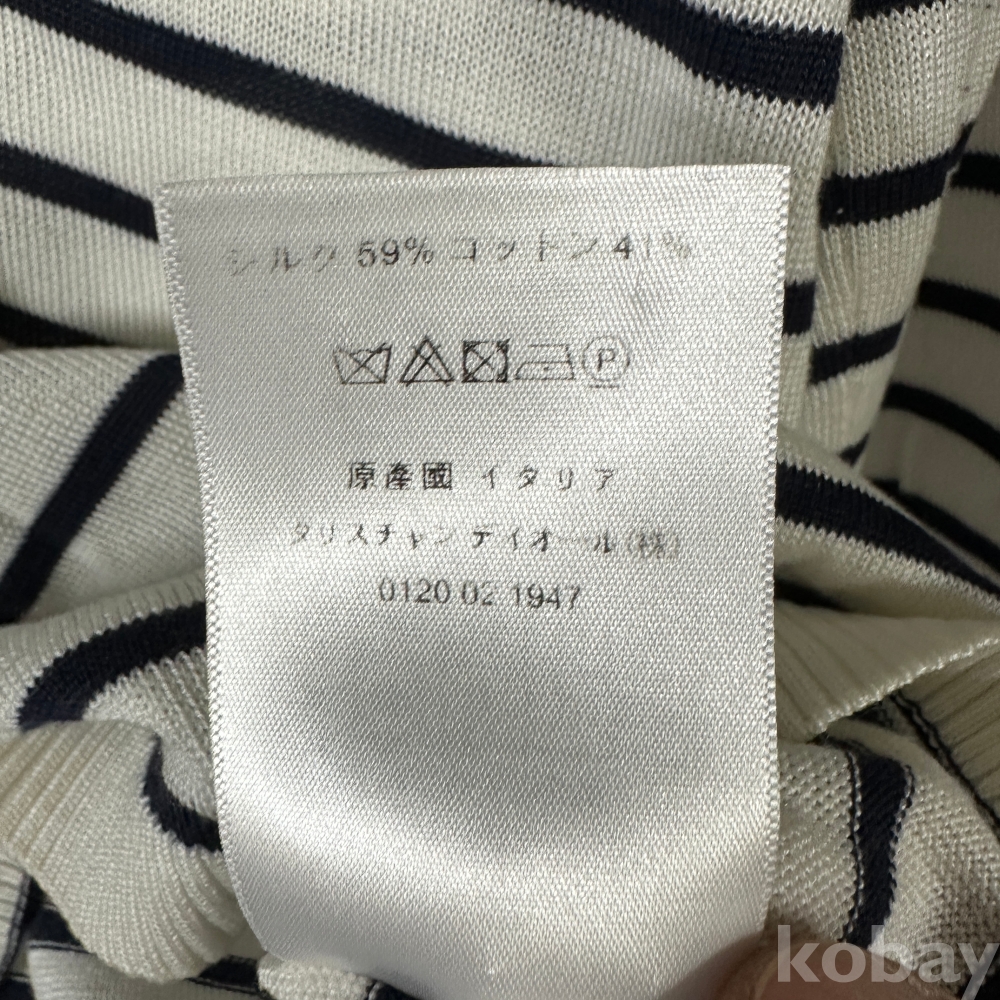 シルク 59% コットン 41%
P
原産國 イタリア
クリスチャン ディオール(株)
0120 02 1947
kobay